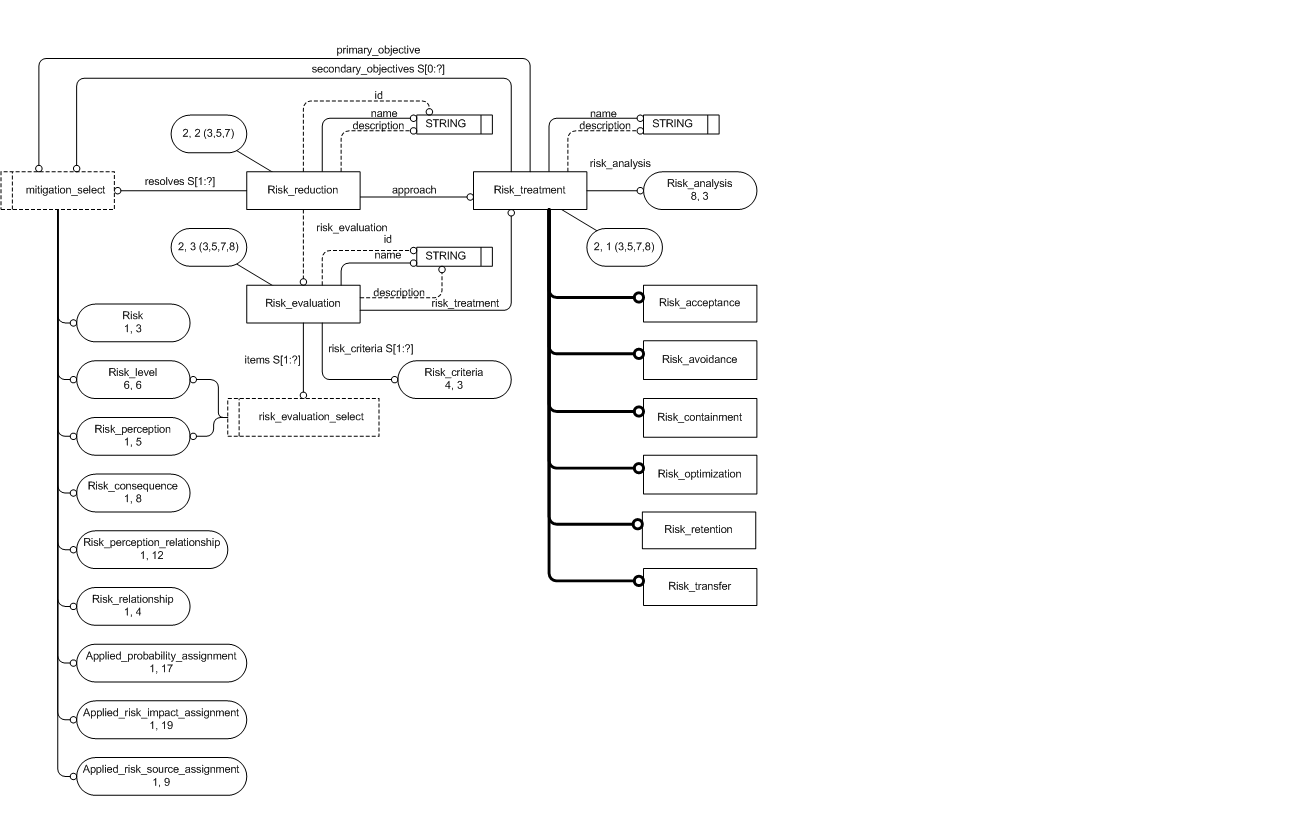 primary_objective
secondary_objectives S[0:?]
id
name
description
STRING
name
description
STRING
2, 2 (3,5,7)
risk_analysis
mitigation_select
resolves S[1:?]
Risk_reduction
approach
Risk_treatment
Risk_analysis
8, 3
risk_evaluation
id
2, 3 (3,5,7,8)
name
STRING
2, 1 (3,5,7,8)
description
Risk_evaluation
risk_treatment
Risk_acceptance
Risk
1, 3
risk_criteria S[1:?]
items S[1:?]
Risk_avoidance
Risk_level
6, 6
Risk_criteria
4, 3
risk_evaluation_select
Risk_containment
Risk_perception
1, 5
Risk_optimization
Risk_consequence
1, 8
Risk_retention
Risk_perception_relationship
1, 12
Risk_transfer
Risk_relationship
1, 4
Applied_probability_assignment
1, 17
Applied_risk_impact_assignment
1, 19
Applied_risk_source_assignment
1, 9